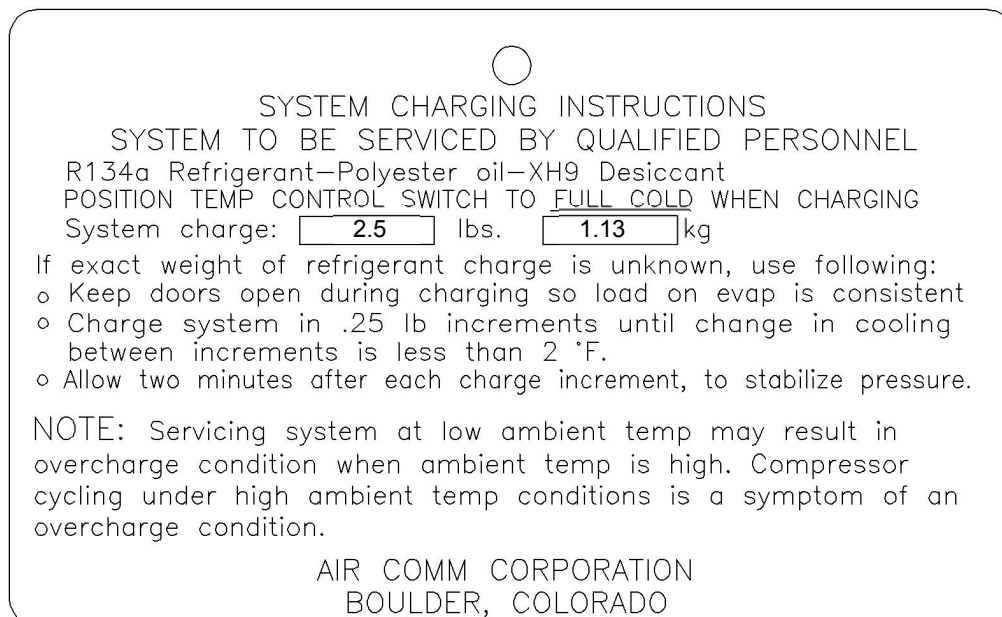 SYSTEM CHARGING INSTRUCTIONS
SYSTEM TO BE SERVICED BY QUALIFIED PERSONNEL
R134a Refrigerant-Polyester oil-XH9 Desiccant
POSITION TEMP CONTROL SWITCH TO FULL COLD WHEN CHARGING
System charge: 2.5 lbs. 1.13 kg
If exact weight of refrigerant charge is unknown, use following:
o Keep doors open during charging so load on evap is consistent
o Charge system in .25 lb increments until change in cooling
between increments is less than 2 °F.
o Allow two minutes after each charge increment, to stabilize pressure.
NOTE: Servicing system at low ambient temp may result in
overcharge condition when ambient temp is high. Compressor
cycling under high ambient temp conditions is a symptom of an
overcharge condition.
AIR COMM CORPORATION
BOULDER, COLORADO